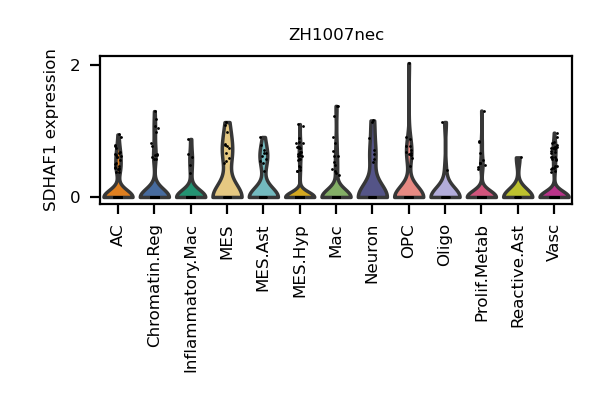 ZH1007nec
SDHAF1 expression
2
0
AC
Chromatin.Reg
Inflammatory.Mac
MES
MES.Ast
MES.Hyp
Mac
Neuron
OPC
Oligo
Prolif.Metab
Reactive.Ast
Vasc